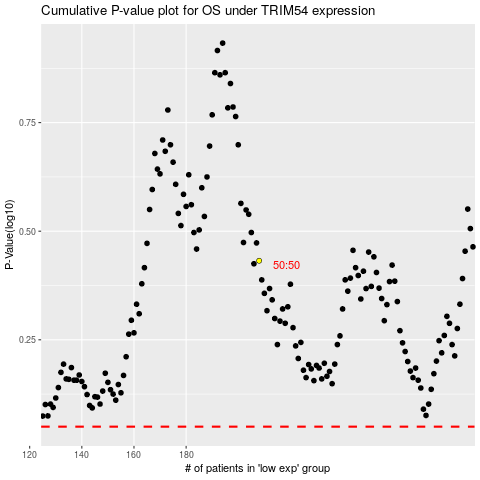 Cumulative P-value plot for OS under TRIM54 expression
P-Value(log10)
0.75
0.50
0.25
50:50
120 140 160 180
# of patients in 'low exp' group